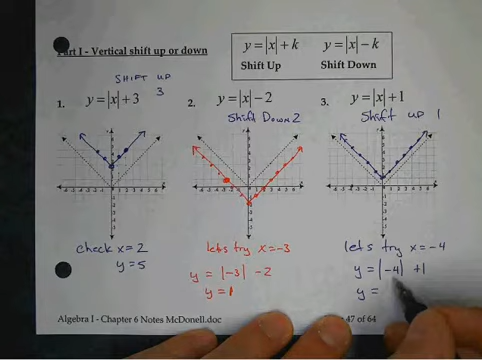 Part I - Vertical shift up or down
y = |x| + k    y = |x| − k
Shift Up    Shift Down
SHIFT UP
3
1. y = |x| + 3
2. y = |x| − 2
Shift Down 2
3. y = |x| + 1
Shift up 1
check x = 2
y = 5
let's try x = −3
y = |−3| − 2
y = 1
let's try x = −4
y = |−4| + 1
y =
Algebra I - Chapter 6 Notes McDonell.doc
47 of 64